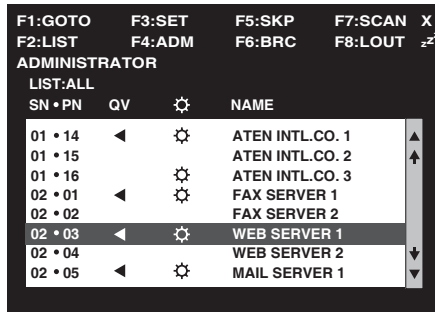 F1:GOTO F3:SET F5:SKP F7:SCAN X
F2:LIST F4:ADM F6:BRC F8:LOUT zzz
ADMINISTRATOR
LIST:ALL
SN•PN QV NAME
01•14 ATEN INTL.CO. 1
01•15 ATEN INTL.CO. 2
01•16 ATEN INTL.CO. 3
02•01 FAX SERVER 1
02•02 FAX SERVER 2
02•03 WEB SERVER 1
02•04 WEB SERVER 2
02•05 MAIL SERVER 1